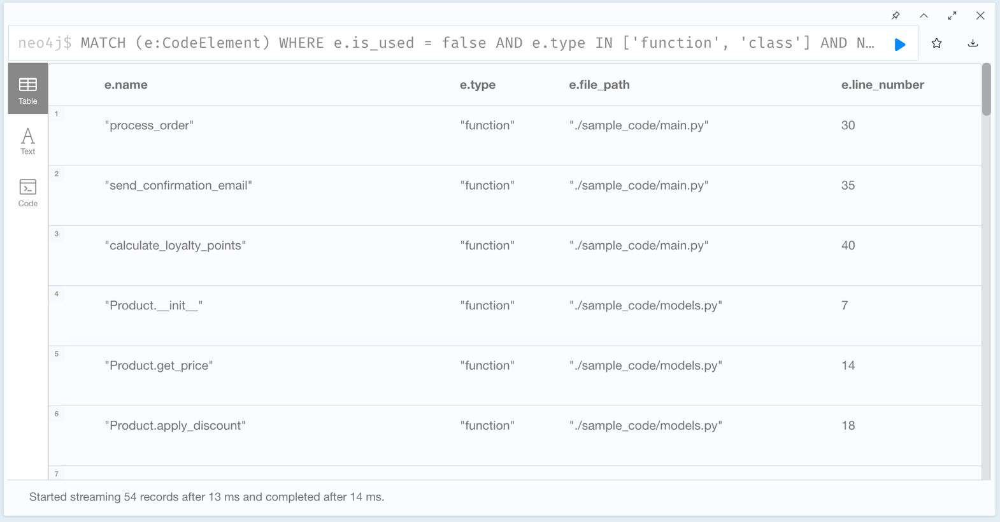 neo4j$ MATCH (e:CodeElement) WHERE e.is_used = false AND e.type IN ['function', 'class'] AND N…
Table
Text
Code
e.name e.type e.file_path e.line_number
1
"process_order" "function" "./sample_code/main.py" 30
2
"send_confirmation_email" "function" "./sample_code/main.py" 35
3
"calculate_loyalty_points" "function" "./sample_code/main.py" 40
4
"Product.__init__" "function" "./sample_code/models.py" 7
5
"Product.get_price" "function" "./sample_code/models.py" 14
6
"Product.apply_discount" "function" "./sample_code/models.py" 18
7
Started streaming 54 records after 13 ms and completed after 14 ms.